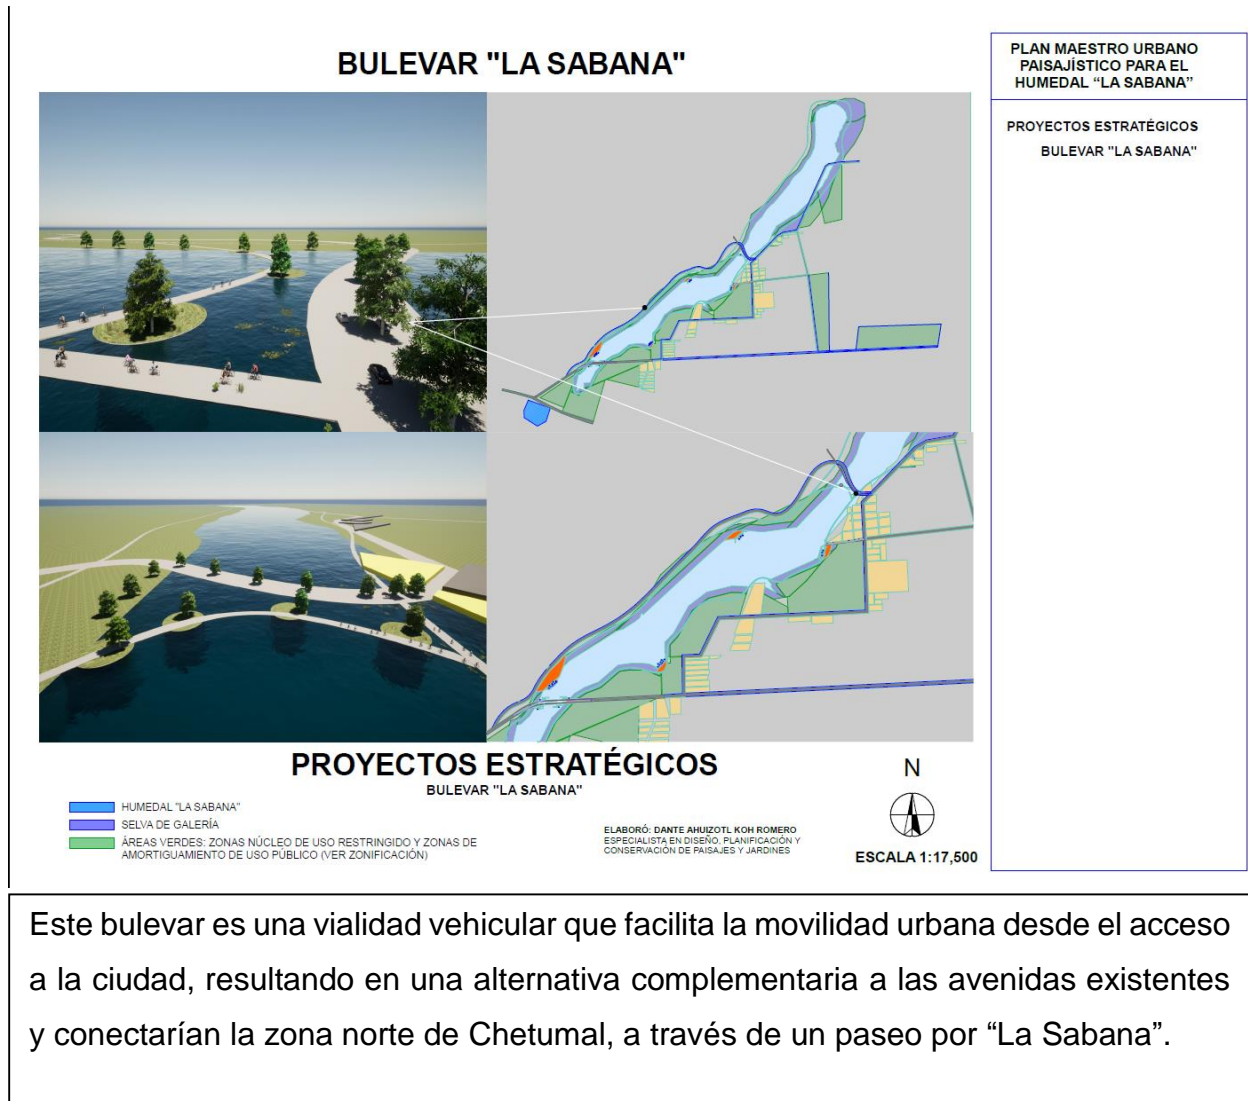 BULEVAR "LA SABANA"
PLAN MAESTRO URBANO
PAISAJÍSTICO PARA EL
HUMEDAL “LA SABANA”
PROYECTOS ESTRATÉGICOS
BULEVAR "LA SABANA"
PROYECTOS ESTRATÉGICOS
BULEVAR "LA SABANA"
HUMEDAL "LA SABANA"
SELVA DE GALERÍA
ÁREAS VERDES: ZONAS NÚCLEO DE USO RESTRINGIDO Y ZONAS DE
AMORTIGUAMIENTO DE USO PÚBLICO (VER ZONIFICACIÓN)
ELABORÓ: DANTE AHUIZOTL KOH ROMERO
ESPECIALISTA EN DISEÑO, PLANIFICACIÓN Y
CONSERVACIÓN DE PAISAJES Y JARDINES
N
ESCALA 1:17,500
Este bulevar es una vialidad vehicular que facilita la movilidad urbana desde el acceso
a la ciudad, resultando en una alternativa complementaria a las avenidas existentes
y conectarían la zona norte de Chetumal, a través de un paseo por “La Sabana”.